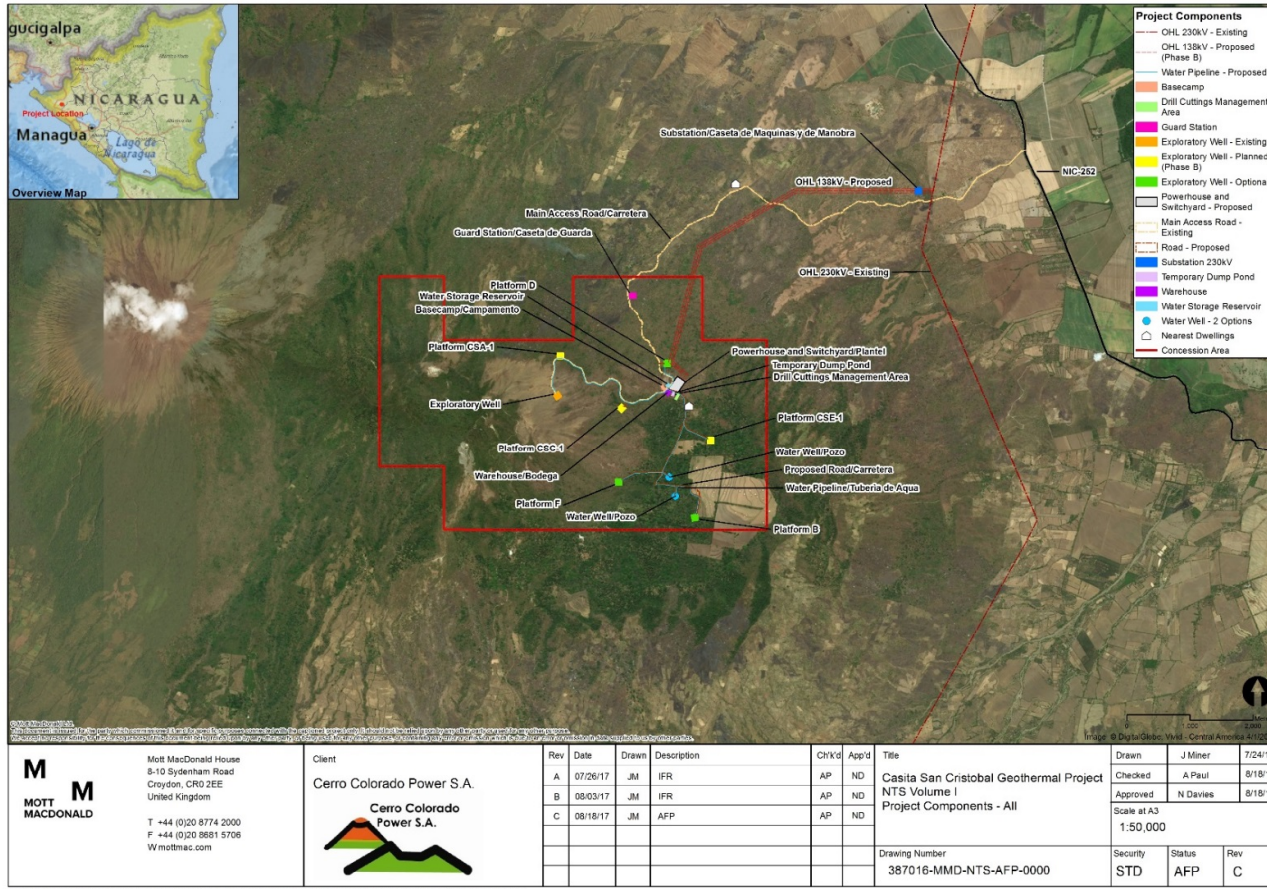 gucigalpa
NICARAGUA
Project Location
Managua
Lago de
Nicaragua
Overview Map
Project Components
OHL 230kV - Existing
OHL 138kV - Proposed
(Phase B)
Water Pipeline - Proposed
Basecamp
Drill Cuttings Management
Area
Guard Station
Exploratory Well - Existing
Exploratory Well - Planned
(Phase B)
Exploratory Well - Optional
Powerhouse and
Switchyard - Proposed
Main Access Road -
Existing
Road - Proposed
Substation 230kV
Temporary Dump Pond
Warehouse
Water Storage Reservoir
Water Well - 2 Options
Nearest Dwellings
Concession Area
Substation/Caseta de Maquinas y de Manobra
NIC-252
OHL 138kV - Proposed
Main Access Road/Carretera
Guard Station/Caseta de Guarda
OHL 230kV - Existing
Platform D
Water Storage Reservoir
Basecamp/Campamento
Platform CSA-1
Powerhouse and Switchyard/Plantel
Temporary Dump Pond
Drill Cuttings Management Area
Exploratory Well
Platform CSE-1
Platform CSC-1
Water Well/Pozo
Warehouse/Bodega
Proposed Road/Carretera
Water Pipeline/Tuberia de Aqua
Platform F
Water Well/Pozo
Platform B
Image © DigitalGlobe, Vivid - Central America
M M
MOTT
MACDONALD
Mott MacDonald House
8-10 Sydenham Road
Croydon, CR0 2EE
United Kingdom
T +44 (0)20 8774 2000
F +44 (0)20 8681 5706
W mottmac.com
Client
Cerro Colorado Power S.A.
Cerro Colorado
Power S.A.
Rev Date Drawn Description Ch'k'd App'd
A 07/26/17 JM IFR AP ND
B 08/03/17 JM IFR AP ND
C 08/18/17 JM AFP AP ND
Title
Casita San Cristobal Geothermal Project
NTS Volume I
Project Components - All
Drawing Number
387016-MMD-NTS-AFP-0000
Drawn J Miner 7/24/1
Checked A Paul 8/18/
Approved N Davies 8/18/
Scale at A3
1:50,000
Security Status Rev
STD AFP C